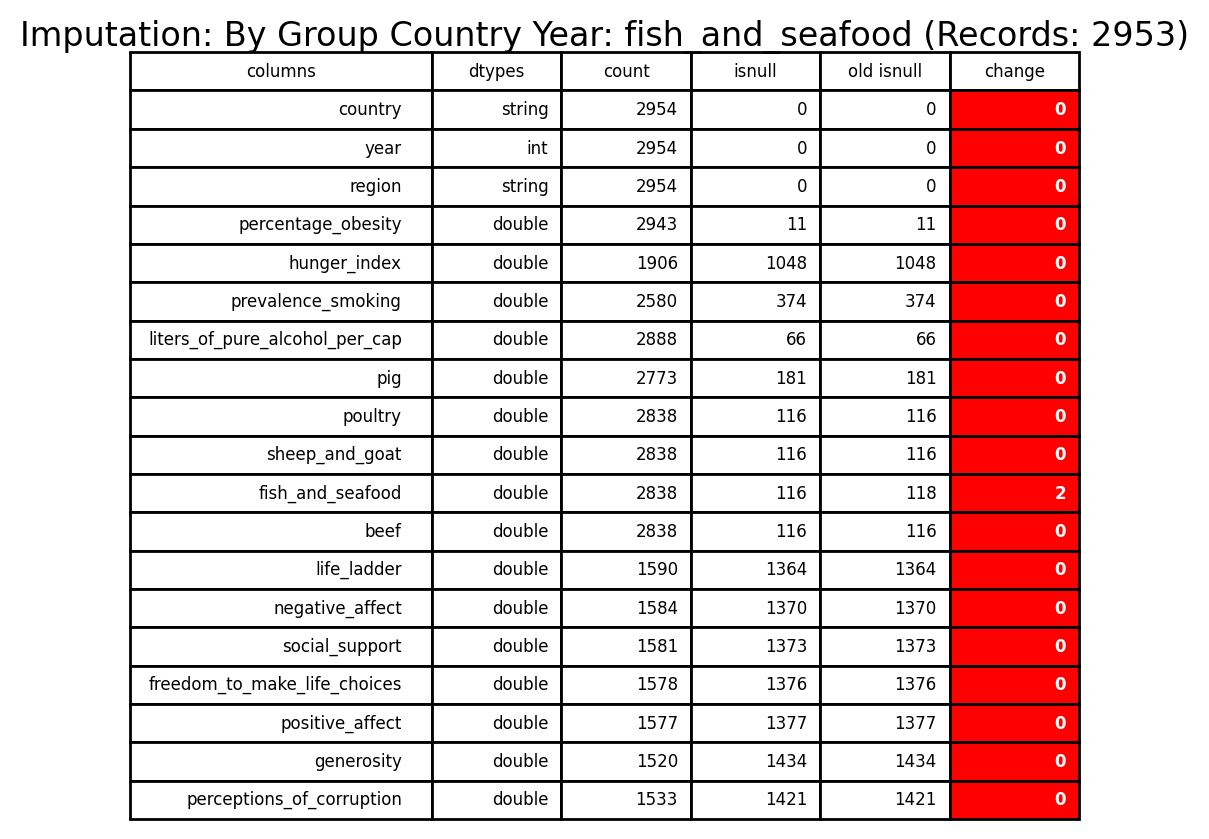 Imputation: By Group Country Year: fish_and_seafood (Records: 2953)
columns dtypes count isnull old isnull change
country string 2954 0 0 0
year int 2954 0 0 0
region string 2954 0 0 0
percentage_obesity double 2943 11 11 0
hunger_index double 1906 1048 1048 0
prevalence_smoking double 2580 374 374 0
liters_of_pure_alcohol_per_cap double 2888 66 66 0
pig double 2773 181 181 0
poultry double 2838 116 116 0
sheep_and_goat double 2838 116 116 0
fish_and_seafood double 2838 116 118 2
beef double 2838 116 116 0
life_ladder double 1590 1364 1364 0
negative_affect double 1584 1370 1370 0
social_support double 1581 1373 1373 0
freedom_to_make_life_choices double 1578 1376 1376 0
positive_affect double 1577 1377 1377 0
generosity double 1520 1434 1434 0
perceptions_of_corruption double 1533 1421 1421 0